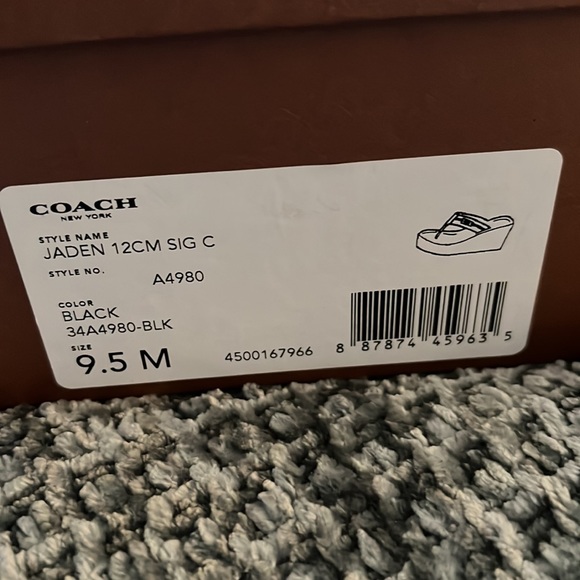 COACH
NEW YORK
STYLE NAME
JADEN 12CM SIG C
STYLE NO.
A4980
COLOR
BLACK
34A4980-BLK
SIZE
9.5 M
4500167966
8 87874 45963 5